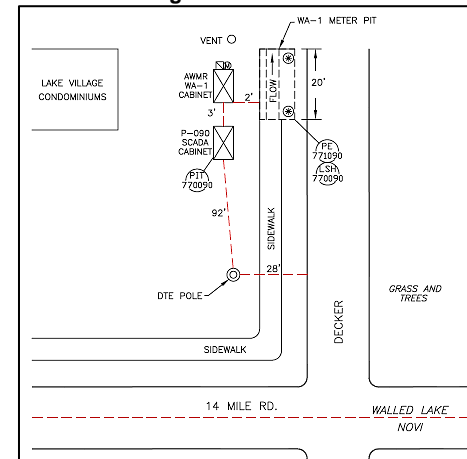 WA-1 METER PIT
VENT
LAKE VILLAGE
CONDOMINIUMS
AWMR
WA-1
CABINET
M
2'
FLOW
20'
3'
P-090
SCADA
CABINET
PIT
770090
PE
771090
LSH
770090
92'
SIDEWALK
28'
DTE POLE
GRASS AND
TREES
DECKER
SIDEWALK
14 MILE RD.
WALLED LAKE
NOVI